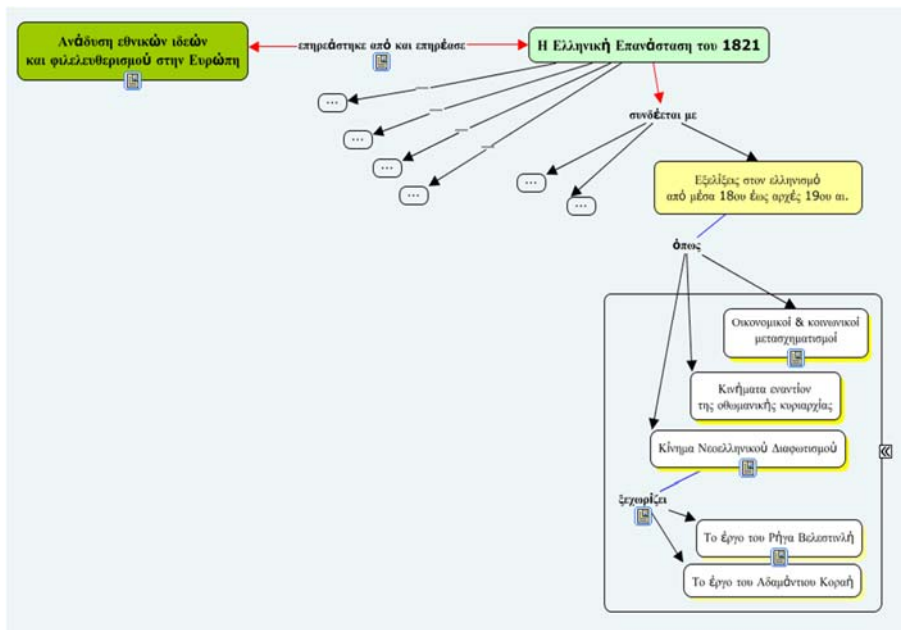 Ανάδυση εθνικών ιδεών
και φιλελευθερισμού στην Ευρώπη
επηρεάστηκε από και επηρέασε
Η Ελληνική Επανάσταση του 1821
...
...
...
...
συνδέεται με
...
...
Εξελίξεις στον ελληνισμό
από μέσα 18ου έως αρχές 19ου αι.
όπως
Οικονομικοί & κοινωνικοί
μετασχηματισμοί
Κινήματα εναντίον
της οθωμανικής κυριαρχίας
Κίνημα Νεοελληνικού Διαφωτισμού
ξεχωρίζει
Το έργο του Ρήγα Βελεστινλή
Το έργο του Αδαμάντιου Κοραή